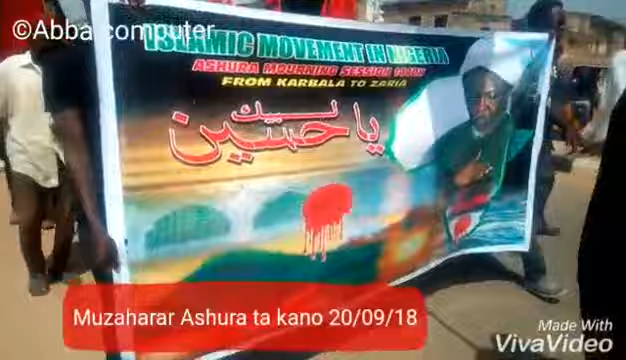 ©Abba computer
ISLAMIC MOVEMENT IN NIGERIA
ASHURA MOURNING SESSION 1440H
FROM KARBALA TO ZARIA
لبيك
يا حسين
Muzaharar Ashura ta kano 20/09/18
Made With
VivaVideo